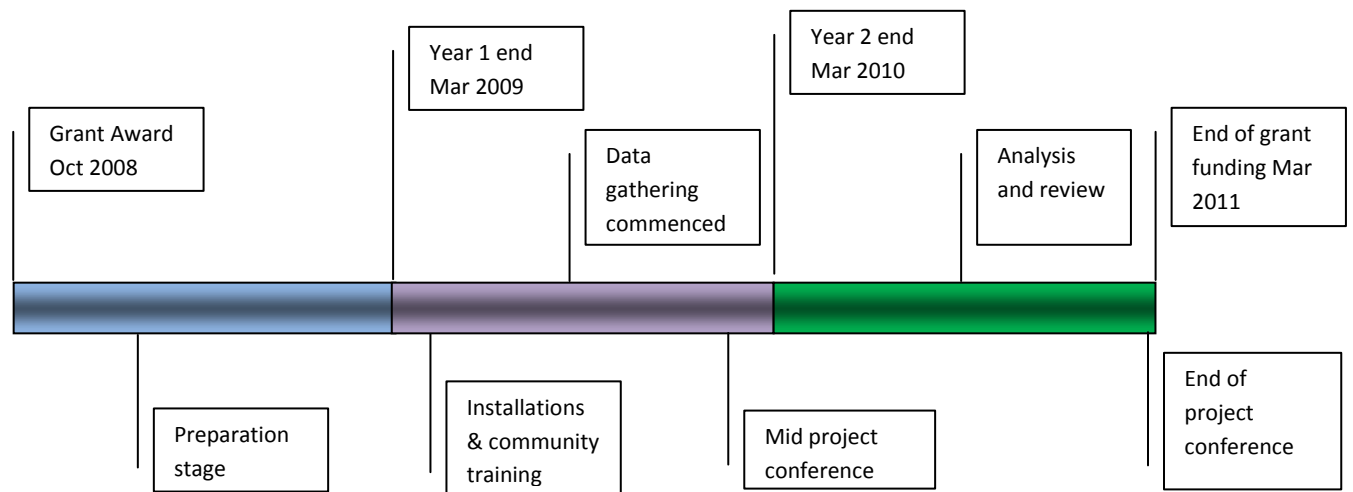 Grant Award
Oct 2008
Year 1 end
Mar 2009
Data
gathering
commenced
Year 2 end
Mar 2010
Analysis
and review
End of grant
funding Mar
2011
Preparation
stage
Installations
& community
training
Mid project
conference
End of
project
conference